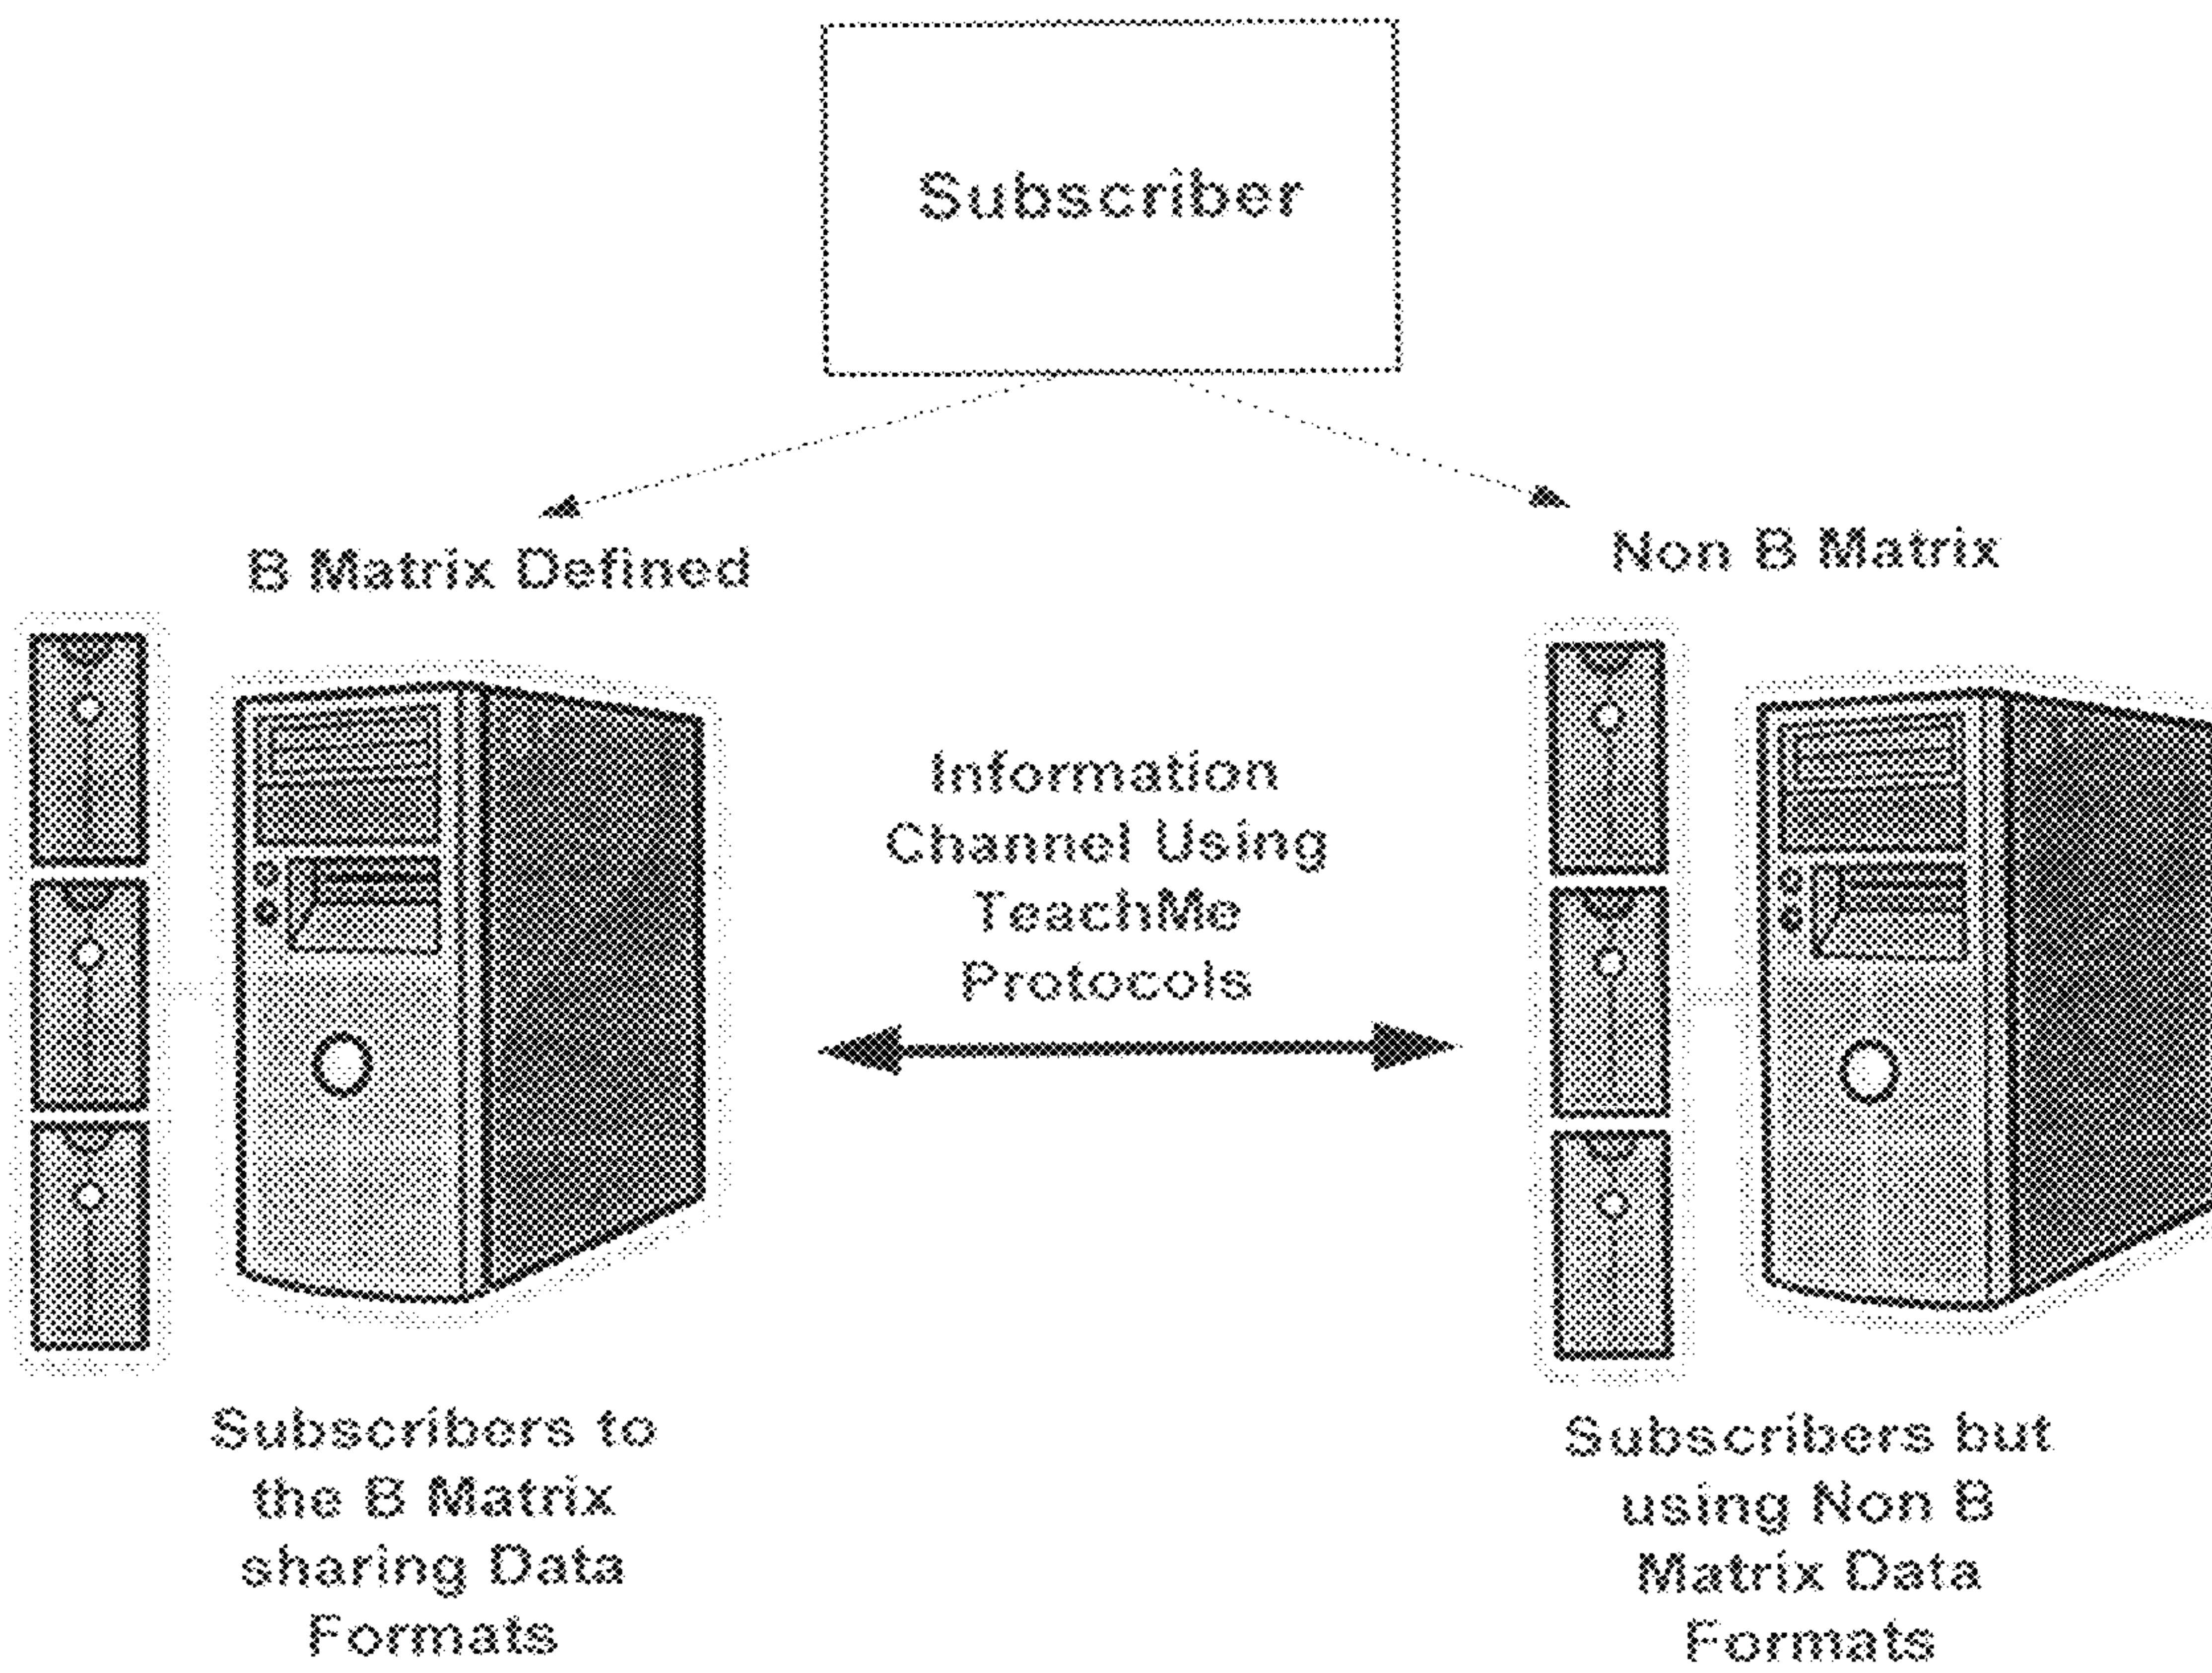 Subscriber
B Matrix Defined
Non B Matrix
Information
Channel Using
TeachMe
Protocols
Subscribers to
the B Matrix
sharing Data
Formats
Subscribers but
using Non B
Matrix Data
Formats